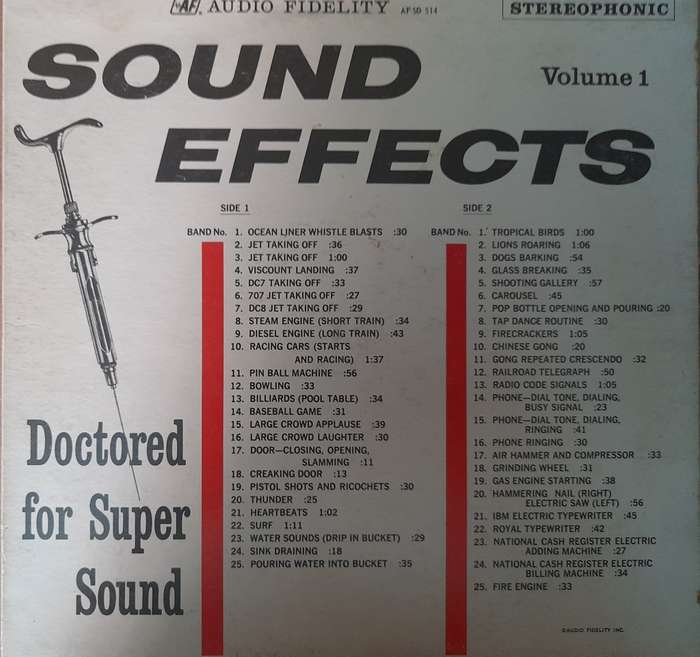 AF AUDIO FIDELITY AFSD 514
STEREOPHONIC
SOUND
Volume 1
EFFECTS
SIDE 1
BAND No. 1. OCEAN LINER WHISTLE BLASTS :30
2. JET TAKING OFF :36
3. JET TAKING OFF 1:00
4. VISCOUNT LANDING :37
5. DC7 TAKING OFF :33
6. 707 JET TAKING OFF :27
7. DC8 JET TAKING OFF :29
8. STEAM ENGINE (SHORT TRAIN) :34
9. DIESEL ENGINE (LONG TRAIN) :43
10. RACING CARS (STARTS
AND RACING) 1:37
11. PIN BALL MACHINE :56
12. BOWLING :33
13. BILLIARDS (POOL TABLE) :34
14. BASEBALL GAME :31
15. LARGE CROWD APPLAUSE :39
16. LARGE CROWD LAUGHTER :30
17. DOOR—CLOSING, OPENING,
SLAMMING :11
18. CREAKING DOOR :13
19. PISTOL SHOTS AND RICOCHETS :30
20. THUNDER :25
21. HEARTBEATS 1:02
22. SURF 1:11
23. WATER SOUNDS (DRIP IN BUCKET) :29
24. SINK DRAINING :18
25. POURING WATER INTO BUCKET :35
SIDE 2
BAND No. 1. TROPICAL BIRDS 1:00
2. LIONS ROARING 1:06
3. DOGS BARKING :54
4. GLASS BREAKING :35
5. SHOOTING GALLERY :57
6. CAROUSEL :45
7. POP BOTTLE OPENING AND POURING :20
8. TAP DANCE ROUTINE :30
9. FIRECRACKERS 1:05
10. CHINESE GONG :20
11. GONG REPEATED CRESCENDO :32
12. RAILROAD TELEGRAPH :50
13. RADIO CODE SIGNALS 1:05
14. PHONE—DIAL TONE, DIALING,
BUSY SIGNAL :23
15. PHONE—DIAL TONE, DIALING,
RINGING :41
16. PHONE RINGING :30
17. AIR HAMMER AND COMPRESSOR :33
18. GRINDING WHEEL :31
19. GAS ENGINE STARTING :38
20. HAMMERING NAIL (RIGHT)
ELECTRIC SAW (LEFT) :56
21. IBM ELECTRIC TYPEWRITER :45
22. ROYAL TYPEWRITER :42
23. NATIONAL CASH REGISTER ELECTRIC
ADDING MACHINE :27
24. NATIONAL CASH REGISTER ELECTRIC
BILLING MACHINE :34
25. FIRE ENGINE :33
Doctored
for Super
Sound
©AUDIO FIDELITY INC.